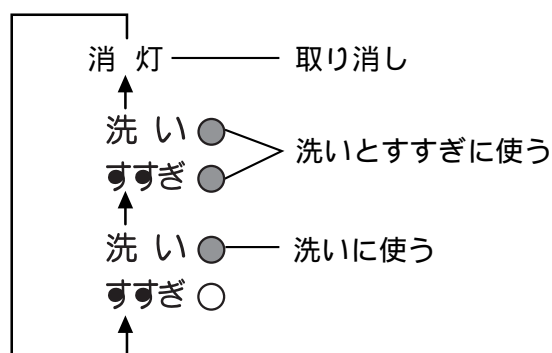 消 灯 取り消し
洗 い
洗いとすすぎに使う
すすぎ
洗 い 洗いに使う
すすぎ